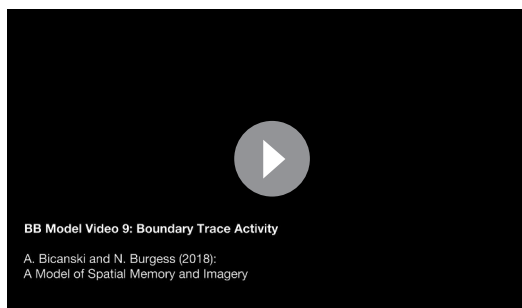 BB Model Video 9: Boundary Trace Activity
A. Bicanski and N. Burgess (2018):
A Model of Spatial Memory and Imagery